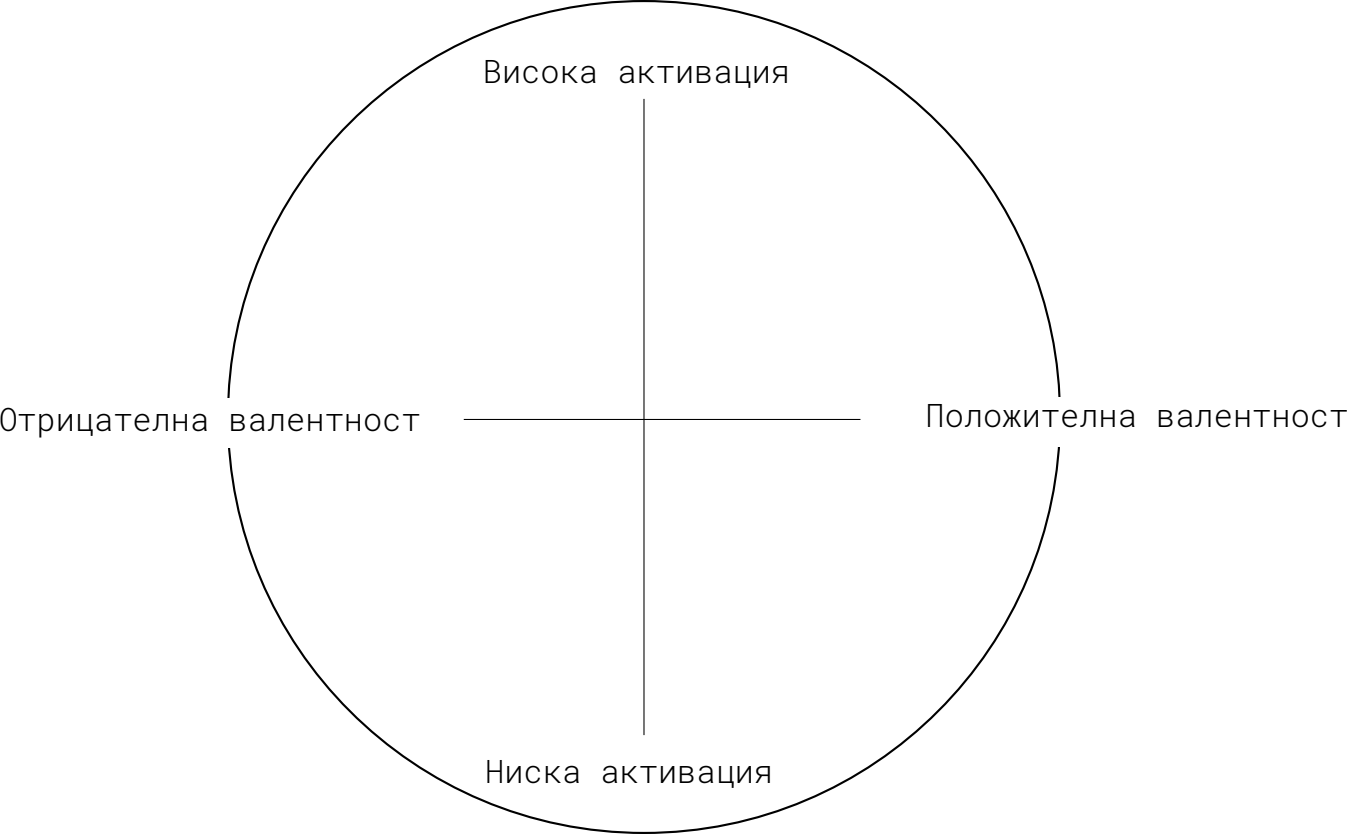 Висока активация
Отрицателна валентност
Положителна валентност
Ниска активация